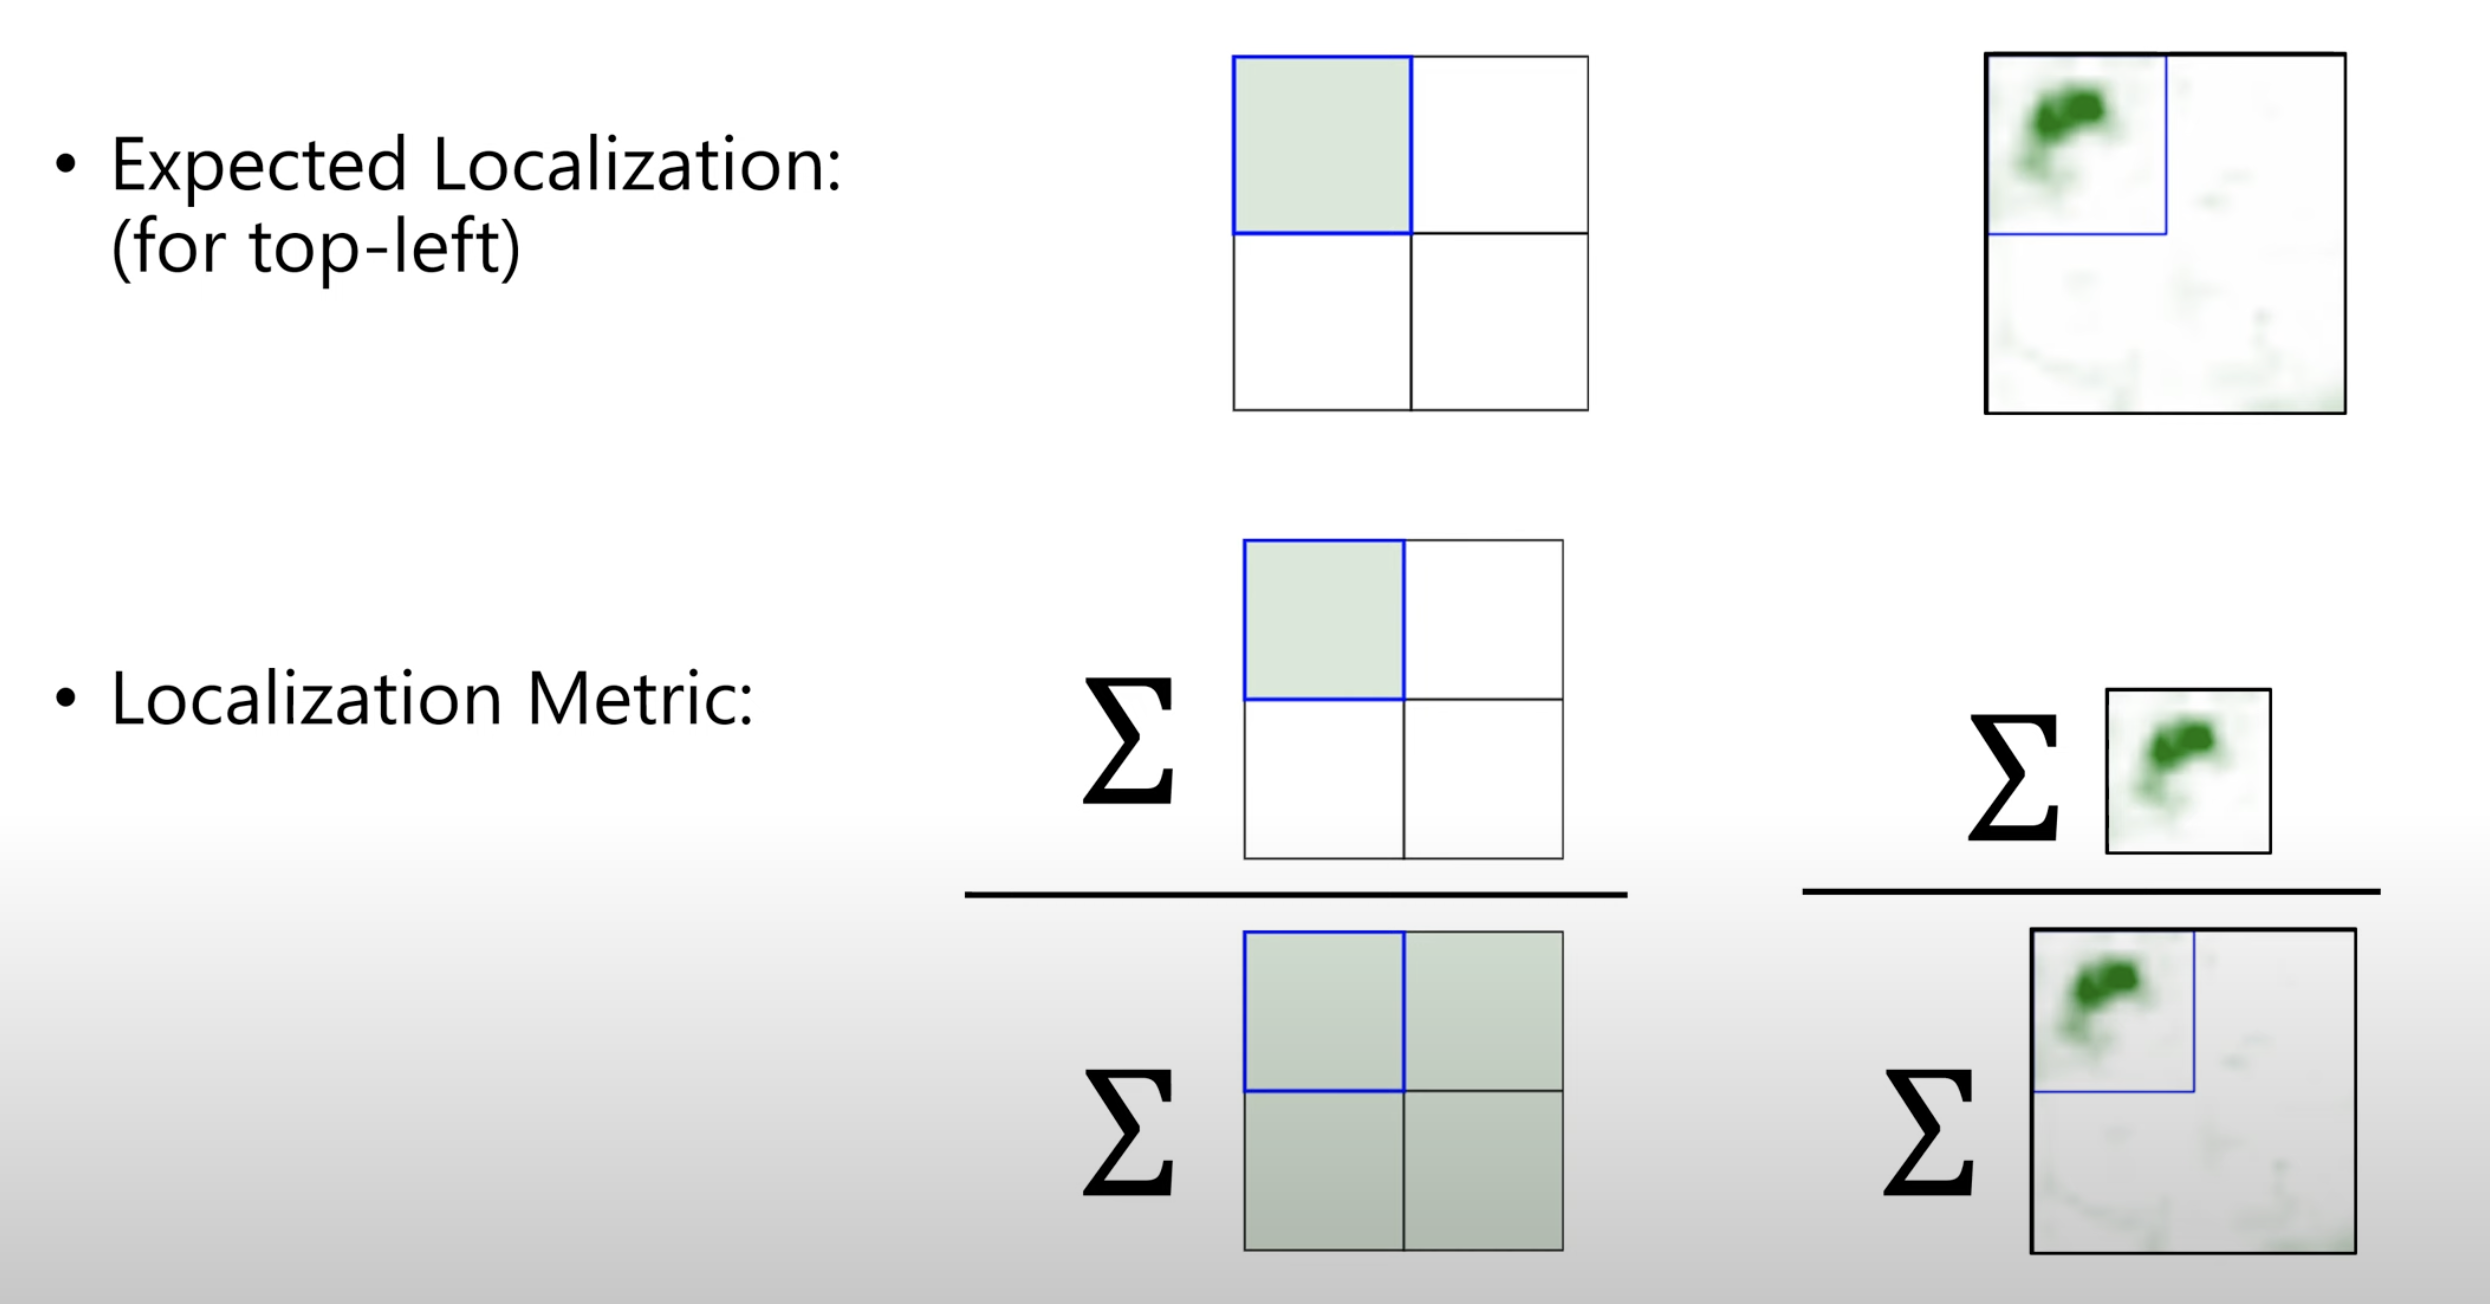 • Expected Localization:
(for top-left)
• Localization Metric:
∑
∑
∑
∑